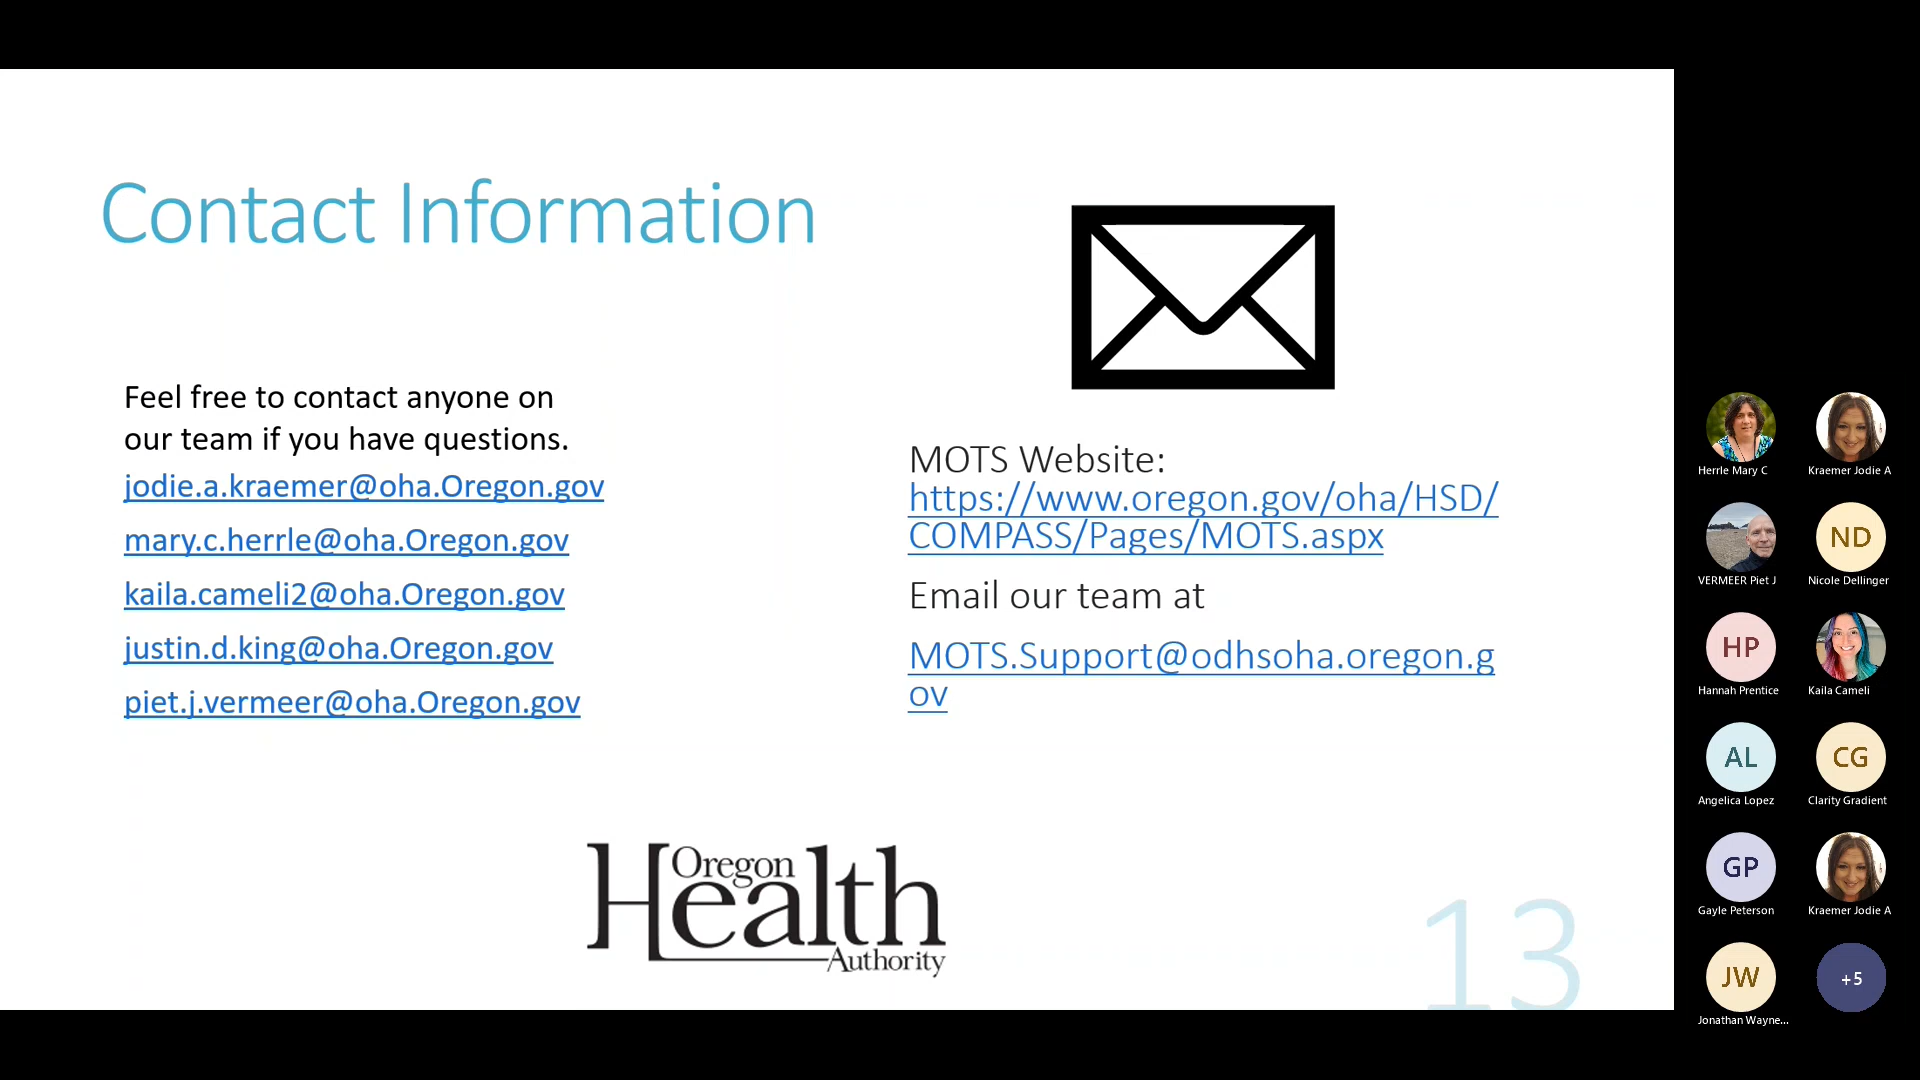 Contact Information
Feel free to contact anyone on
our team if you have questions.
jodie.a.kraemer@oha.Oregon.gov
mary.c.herrle@oha.Oregon.gov
kaila.cameli2@oha.Oregon.gov
justin.d.king@oha.Oregon.gov
piet.j.vermeer@oha.Oregon.gov
MOTS Website:
https://www.oregon.gov/oha/HSD/
COMPASS/Pages/MOTS.aspx
Email our team at
MOTS.Support@odhsoha.oregon.g
ov
Oregon
Health
Authority
13
Herrle Mary C
Kraemer Jodie A
VERMEER Piet J
ND
Nicole Dellinger
HP
Hannah Prentice
Kaila Cameli
AL
Angelica Lopez
CG
Clarity Gradient
GP
Gayle Peterson
Kraemer Jodie A
JW
Jonathan Wayne...
+5